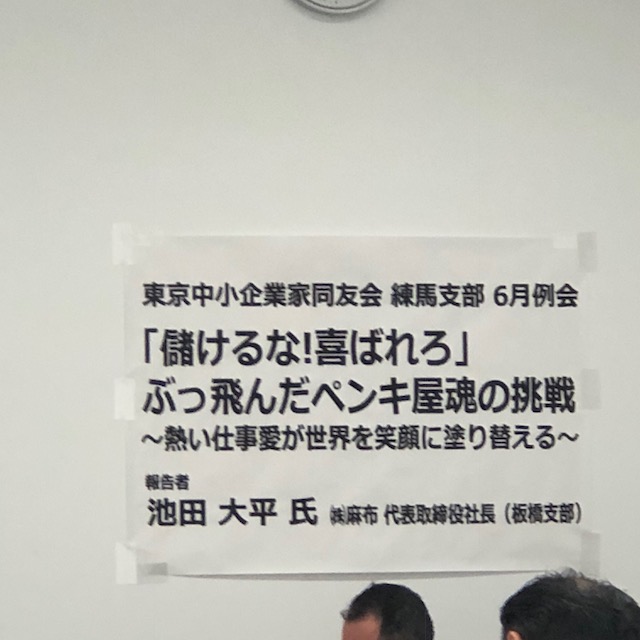 東京中小企業家同友会 練馬支部 6月例会
「儲けるな!喜ばれろ」
ぶっ飛んだペンキ屋魂の挑戦
～熱い仕事愛が世界を笑顔に塗り替える～
報告者
池田 大平 氏 ㈱麻布 代表取締役社長（板橋支部）